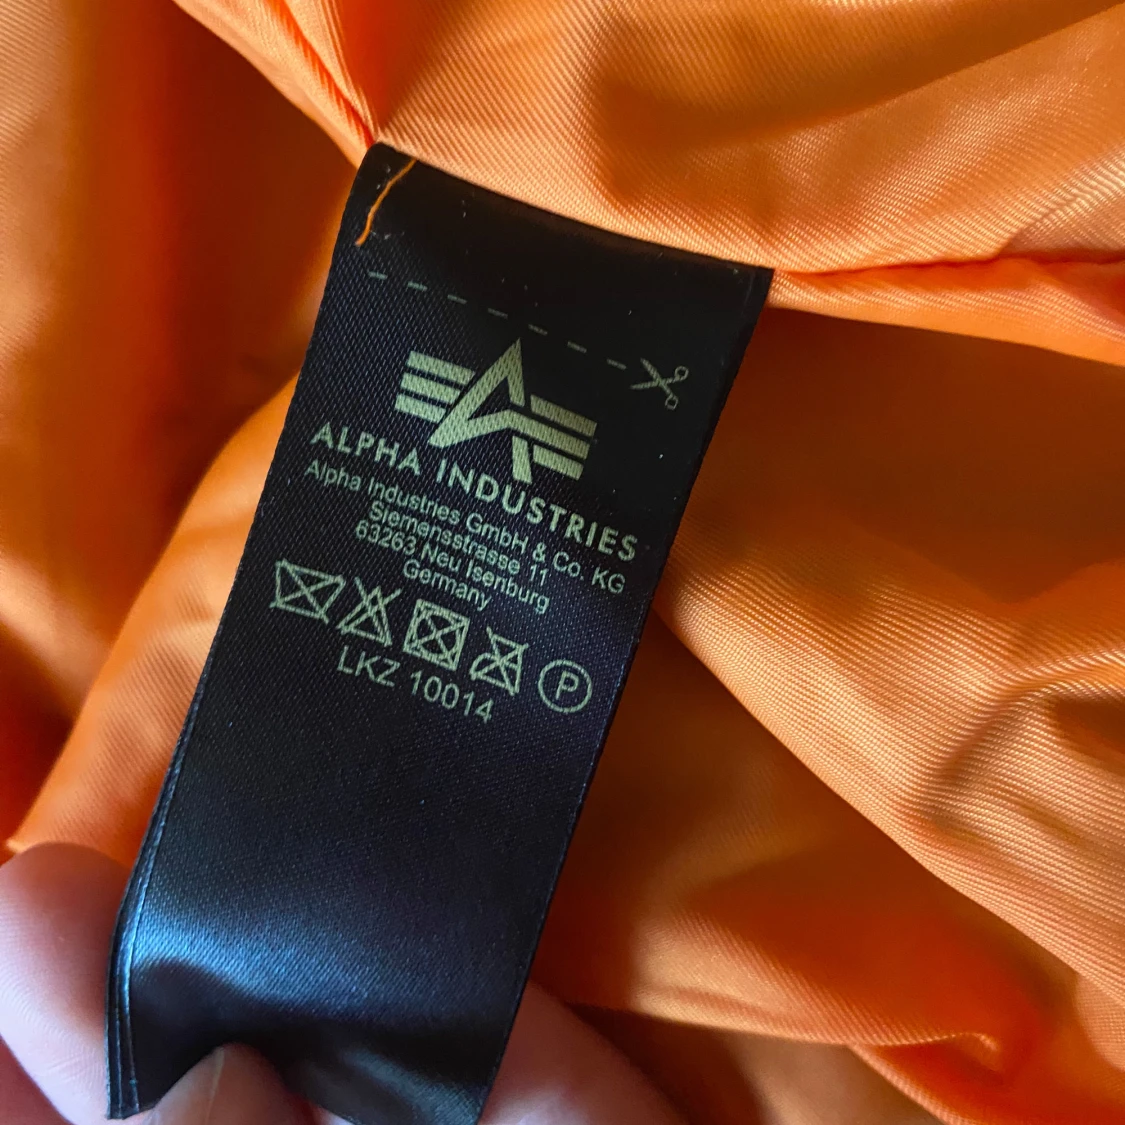 ALPHA INDUSTRIES
Alpha Industries GmbH & Co. KG
Siemensstrasse 11
63263 Neu Isenburg
Germany
P
LKZ 10014